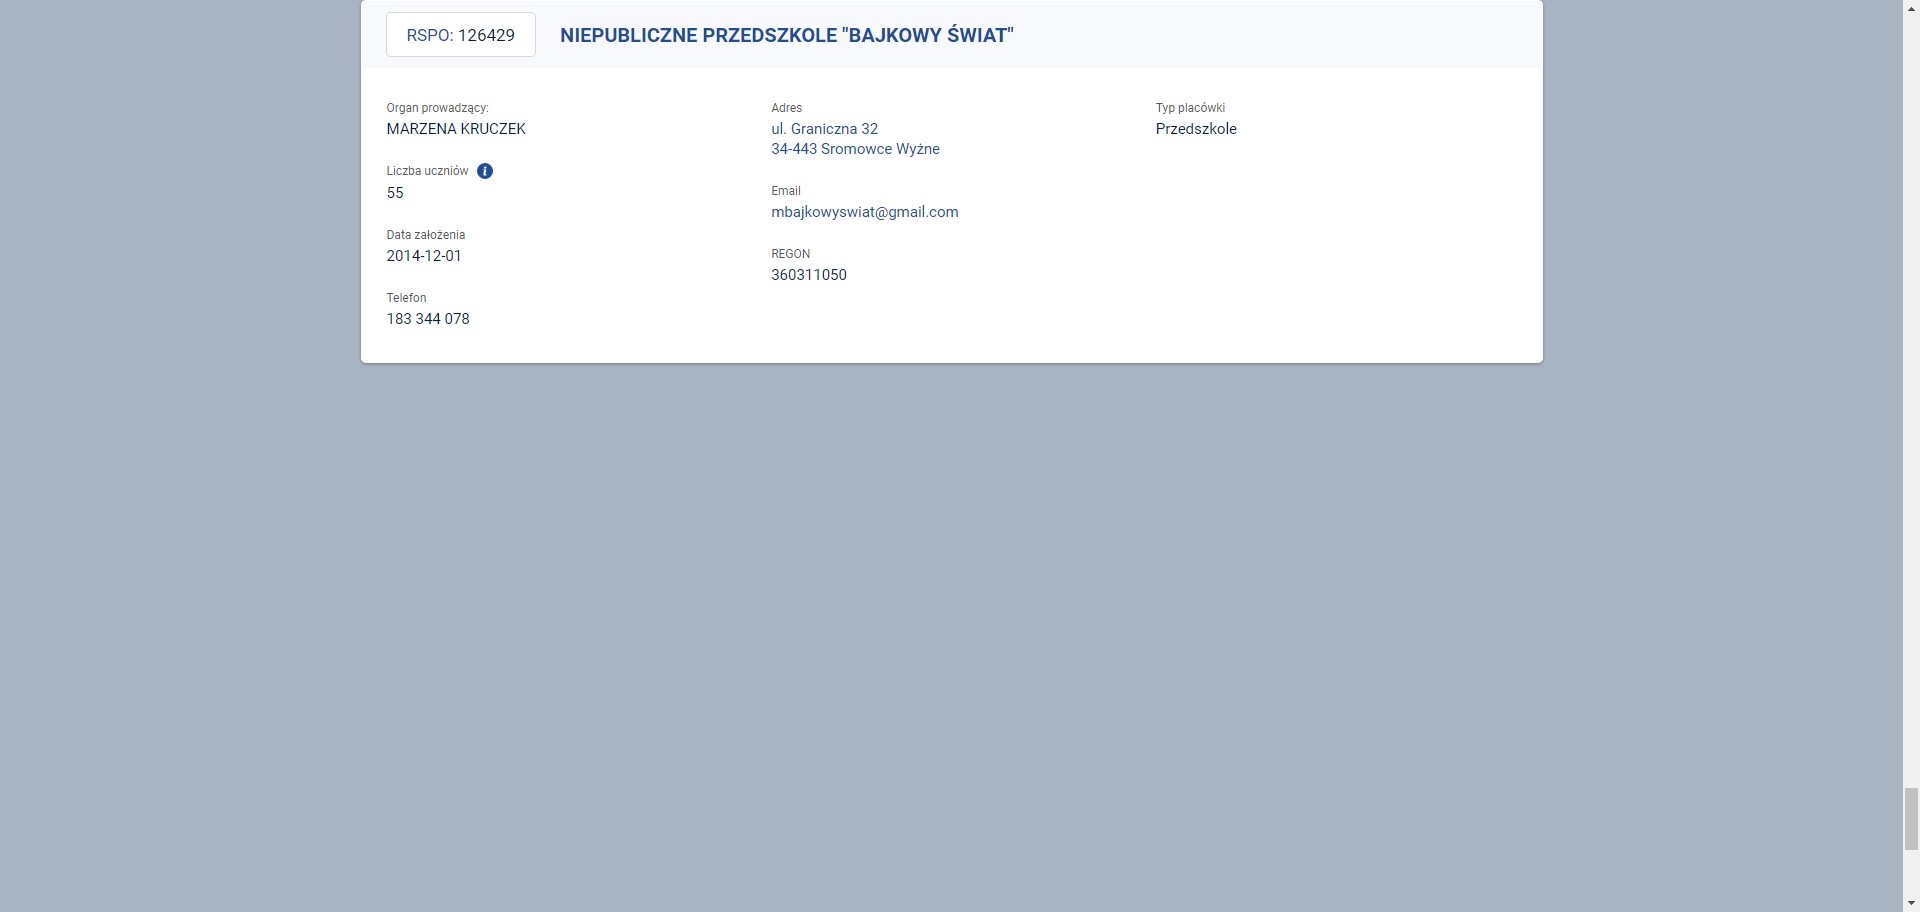 RSPO: 126429
NIEPUBLICZNE PRZEDSZKOLE "BAJKOWY ŚWIAT"
Organ prowadzący:
MARZENA KRUCZEK
Liczba uczniów
55
Data założenia
2014-12-01
Telefon
183 344 078
Adres
ul. Graniczna 32
34-443 Sromowce Wyżne
Email
mbajkowyswiat@gmail.com
REGON
360311050
Typ placówki
Przedszkole